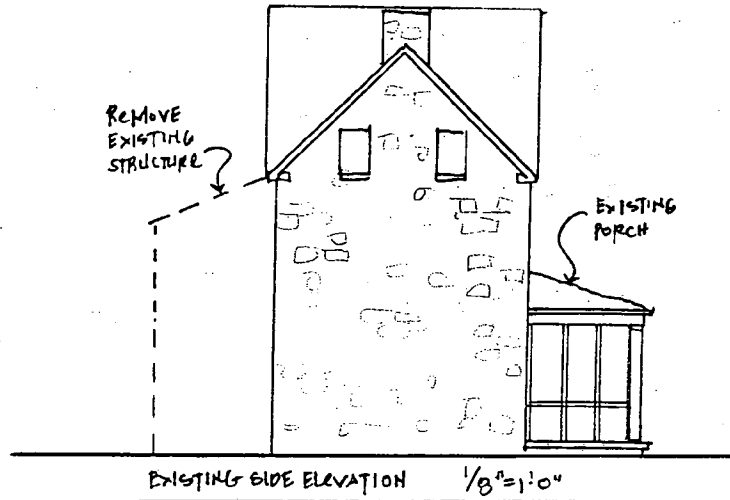 REMOVE
EXISTING
STRUCTURE
EXISTING
PORCH
EXISTING SIDE ELEVATION 1/8"=1'0"